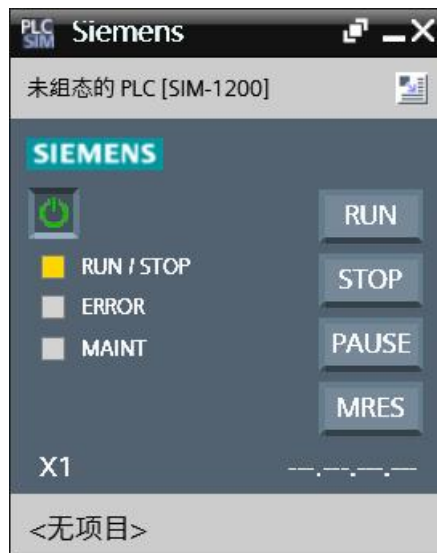 PLC
SIM
Siemens
未组态的 PLC [SIM-1200]
SIEMENS
RUN
RUN / STOP
STOP
ERROR
MAINT
PAUSE
MRES
X1
---.---.---.---
<无项目>